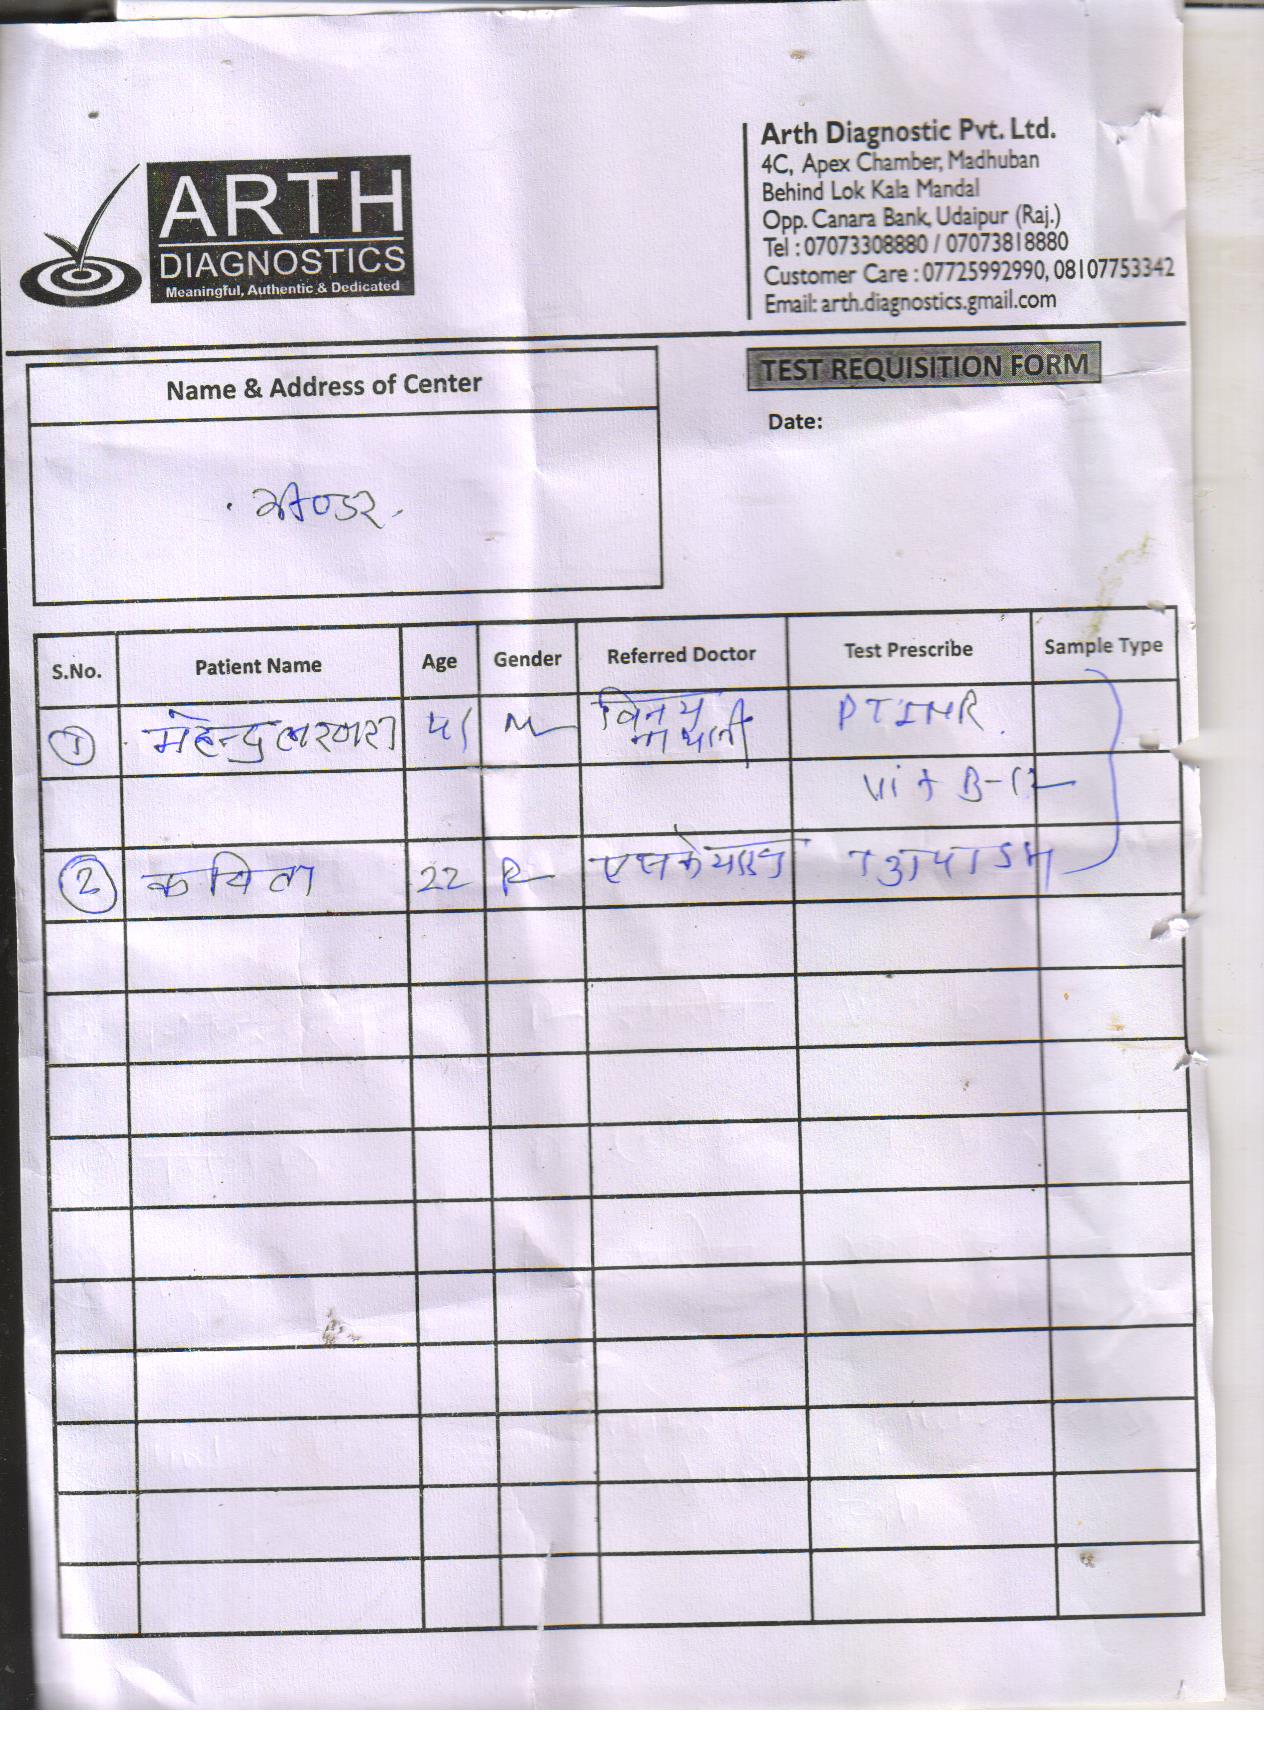 ARTH
DIAGNOSTICS
Meaningful, Authentic & Dedicated
Arth Diagnostic Pvt. Ltd.
4C, Apex Chamber, Madhuban
Behind Lok Kala Mandal
Opp. Canara Bank, Udaipur (Raj.)
Tel : 07073308880 / 07073818880
Customer Care : 07725992990, 08107753342
Email: arth.diagnostics.gmail.com
Name & Address of Center
TEST REQUISITION FORM
Date:
S.No. Patient Name Age Gender Referred Doctor Test Prescribe Sample Type
1 महेन्द्र M विनय PTINR
Vit B-12
2 कविता 22